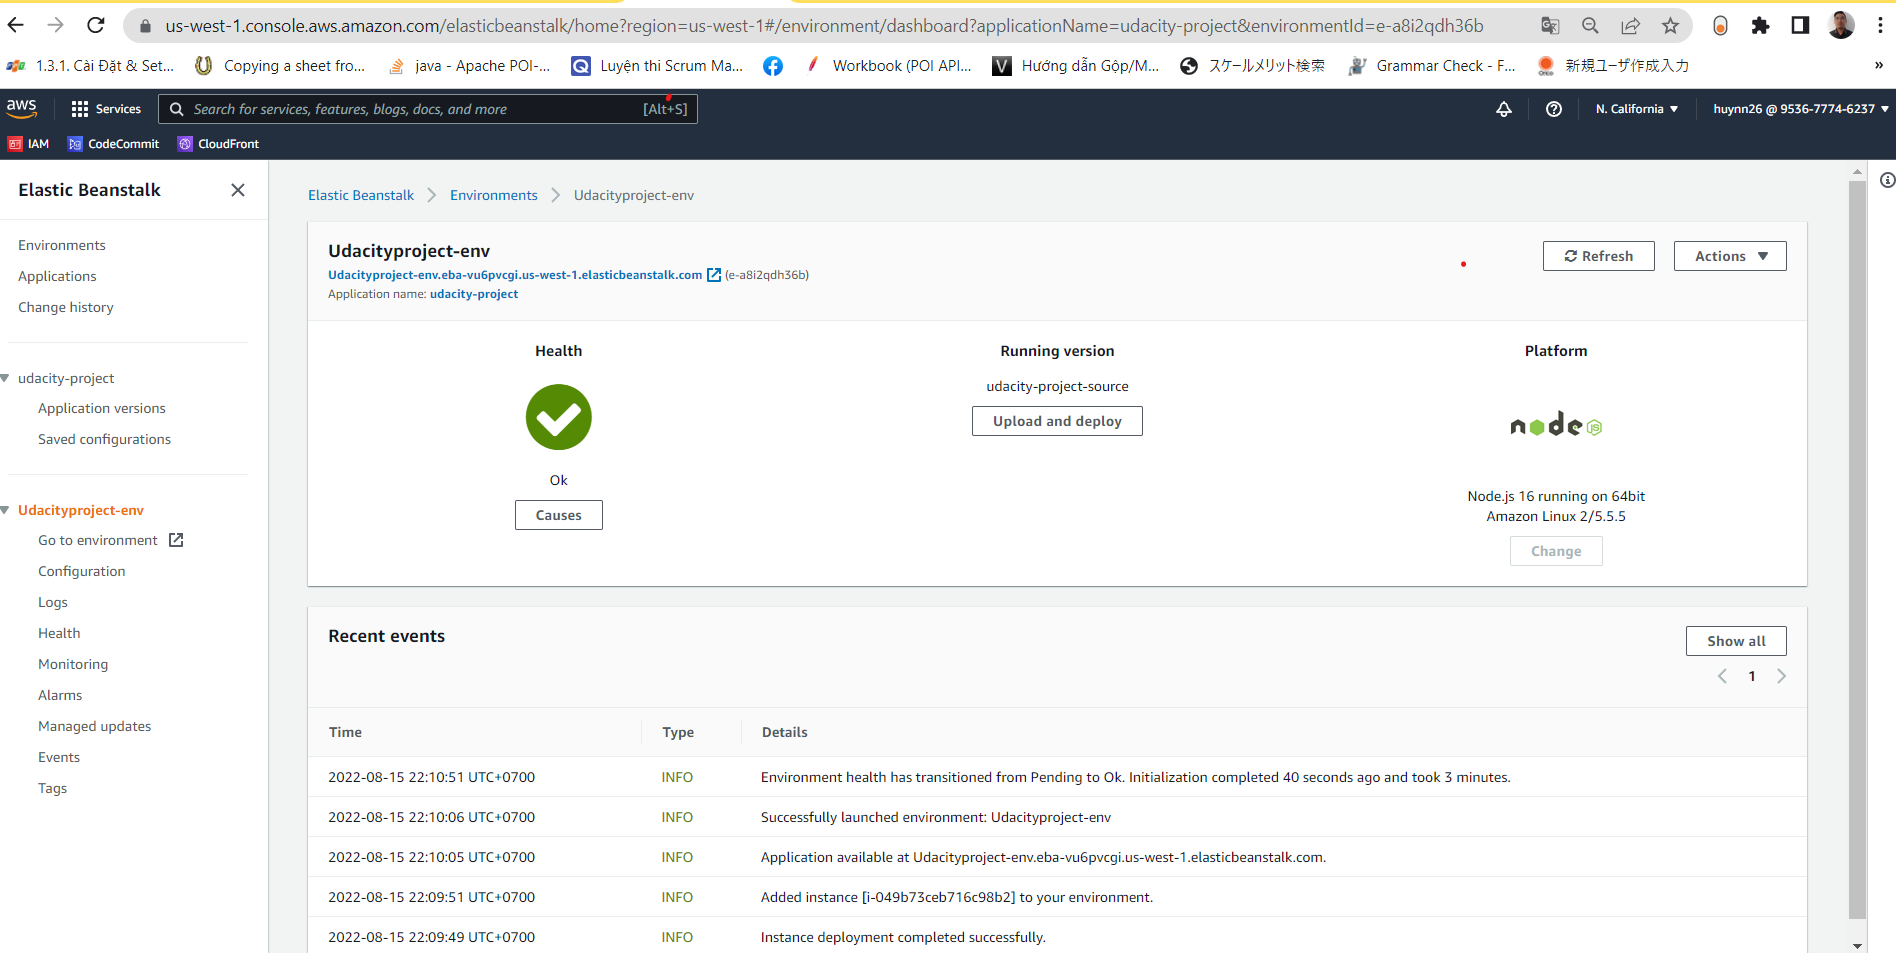 us-west-1.console.aws.amazon.com/elasticbeanstalk/home?region=us-west-1#/environment/dashboard?applicationName=udacity-project&environmentId=e-a8i2qdh36b
1.3.1. Cài Đặt & Set... Copying a sheet fro... java - Apache POI-... Luyện thi Scrum Ma... Workbook (POI API... Hướng dẫn Gộp/M... スケールメリット検索 Grammar Check - F... 新規ユーザ作成入力 »
aws Services Search for services, features, blogs, docs, and more [Alt+S] N. California ▼ huynn26 @ 9536-7774-6237 ▼
IAM CodeCommit CloudFront
Elastic Beanstalk
Environments
Applications
Change history
udacity-project
Application versions
Saved configurations
Udacityproject-env
Go to environment
Configuration
Logs
Health
Monitoring
Alarms
Managed updates
Events
Tags
Elastic Beanstalk > Environments > Udacityproject-env
Udacityproject-env
Udacityproject-env.eba-vu6pvcgi.us-west-1.elasticbeanstalk.com (e-a8i2qdh36b)
Application name: udacity-project
Refresh Actions ▼
Health
Ok
Causes
Running version
udacity-project-source
Upload and deploy
Platform
node JS
Node.js 16 running on 64bit
Amazon Linux 2/5.5.5
Change
Recent events
Show all
< 1 >
Time Type Details
2022-08-15 22:10:51 UTC+0700 INFO Environment health has transitioned from Pending to Ok. Initialization completed 40 seconds ago and took 3 minutes.
2022-08-15 22:10:06 UTC+0700 INFO Successfully launched environment: Udacityproject-env
2022-08-15 22:10:05 UTC+0700 INFO Application available at Udacityproject-env.eba-vu6pvcgi.us-west-1.elasticbeanstalk.com.
2022-08-15 22:09:51 UTC+0700 INFO Added instance [i-049b73ceb716c98b2] to your environment.
2022-08-15 22:09:49 UTC+0700 INFO Instance deployment completed successfully.